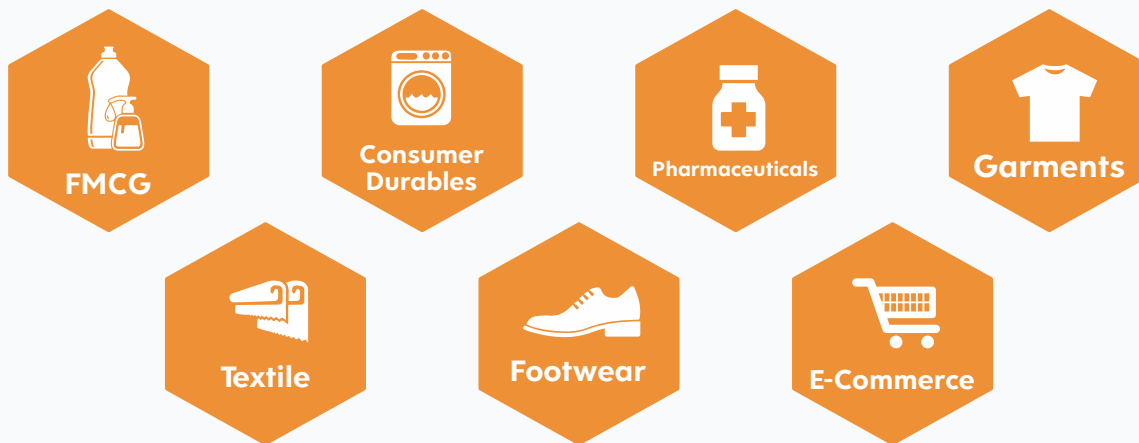 FMCG
Consumer
Durables
Pharmaceuticals
Garments
Textile
Footwear
E-Commerce